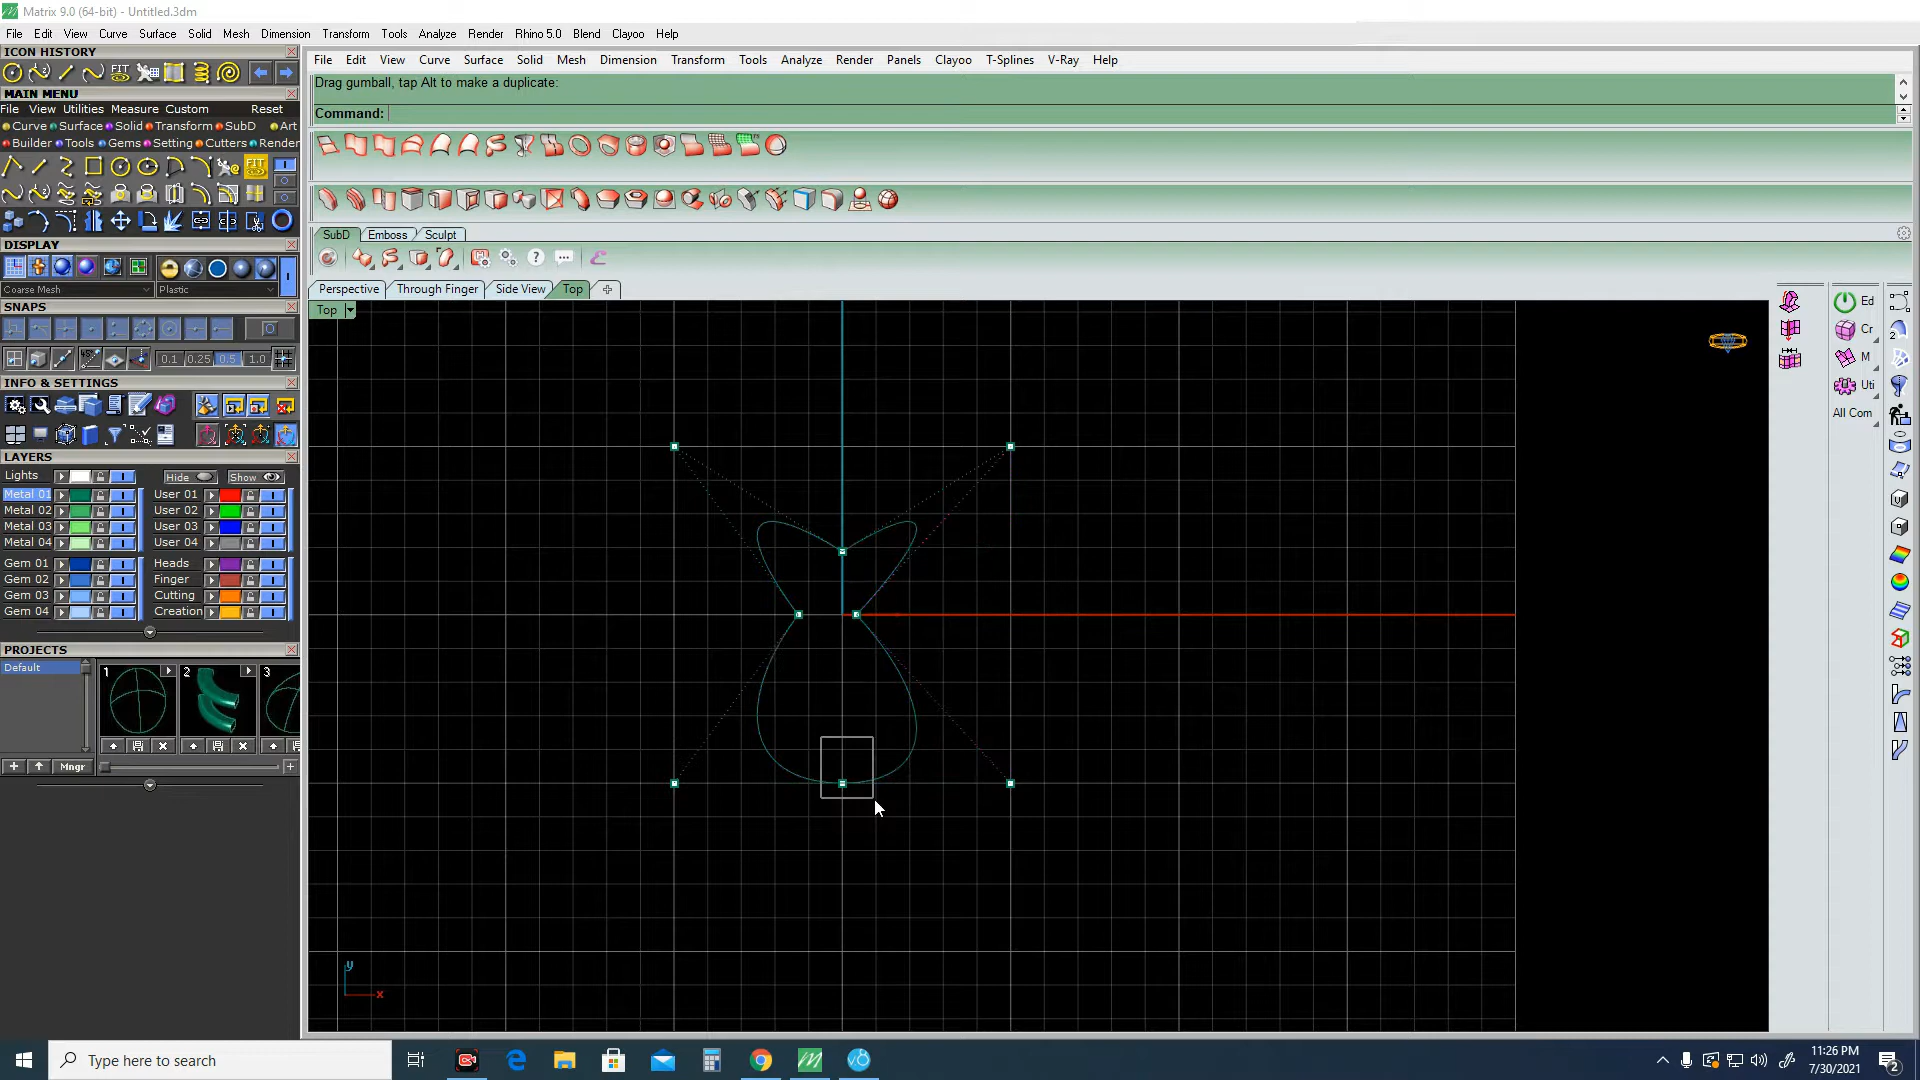 Matrix 9.0 (64-bit) - Untitled.3dm
File Edit View Curve Surface Solid Mesh Transform Dimension Tools Analyze Render Rhino 5.0 Blend Clayoo Help
ICON HISTORY
FIT
MAIN MENU
File View Utilities Measure Custom Reset
Curve Surface Solid Transform SubD Art
Builder Tools Gems Setting Cutters Render
FIT
DISPLAY
Coarse Mesh Plastic
SNAPS
0.1 0.25 0.5 1.0
INFO & SETTINGS
LAYERS
Lights Hide Show
Metal 01 User 01
Metal 02 User 02
Metal 03 User 03
Metal 04 User 04
Gem 01 Heads
Gem 02 Finger
Gem 03 Cutting
Gem 04 Creation
PROJECTS
Default 1 2 3
Mngr
File Edit View Curve Surface Solid Mesh Dimension Transform Tools Analyze Render Panels Clayoo T-Splines V-Ray Help
Drag gumball, tap Alt to make a duplicate:
Command:
SubD Emboss Sculpt
Perspective Through Finger Side View Top
Top
y
x
Ed
Cr
M
Uti
All Com
Type here to search
11:26 PM
7/30/2021
2